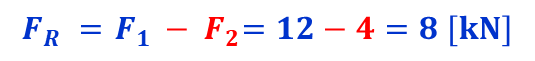 F_R = F_1 − F_2= 12 − 4 = 8 [kN]